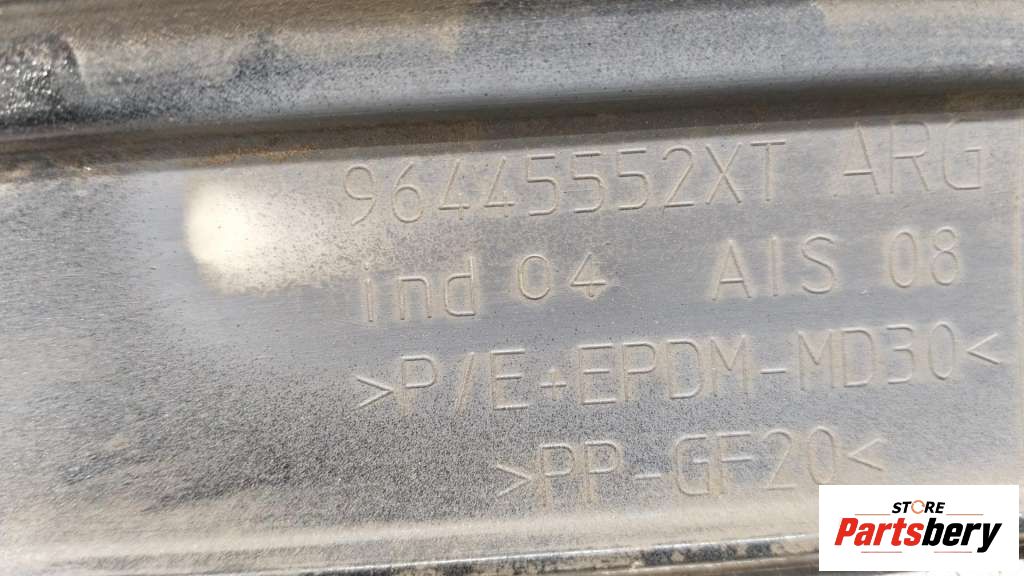 96445552XT ARG
ind 04 AIS 08
>P/E+EPDM-MD30<
>PP-GF20<
STORE
Partsbery